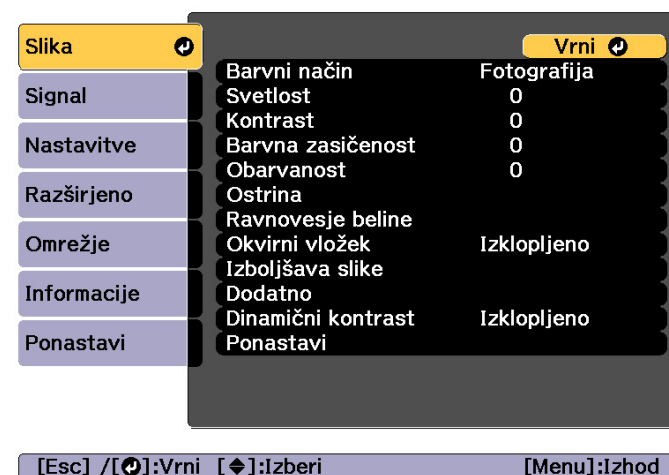 Slika
Signal
Nastavitve
Razširjeno
Omrežje
Informacije
Ponastavi
Vrni
Barvni način Fotografija
Svetlost 0
Kontrast 0
Barvna zasičenost 0
Obarvanost 0
Ostrina
Ravnovesje beline
Okvirni vložek Izklopljeno
Izboljšava slike
Dodatno
Dinamični kontrast Izklopljeno
Ponastavi
[Esc] /[⏎]:Vrni [◆]:Izberi [Menu]:Izhod